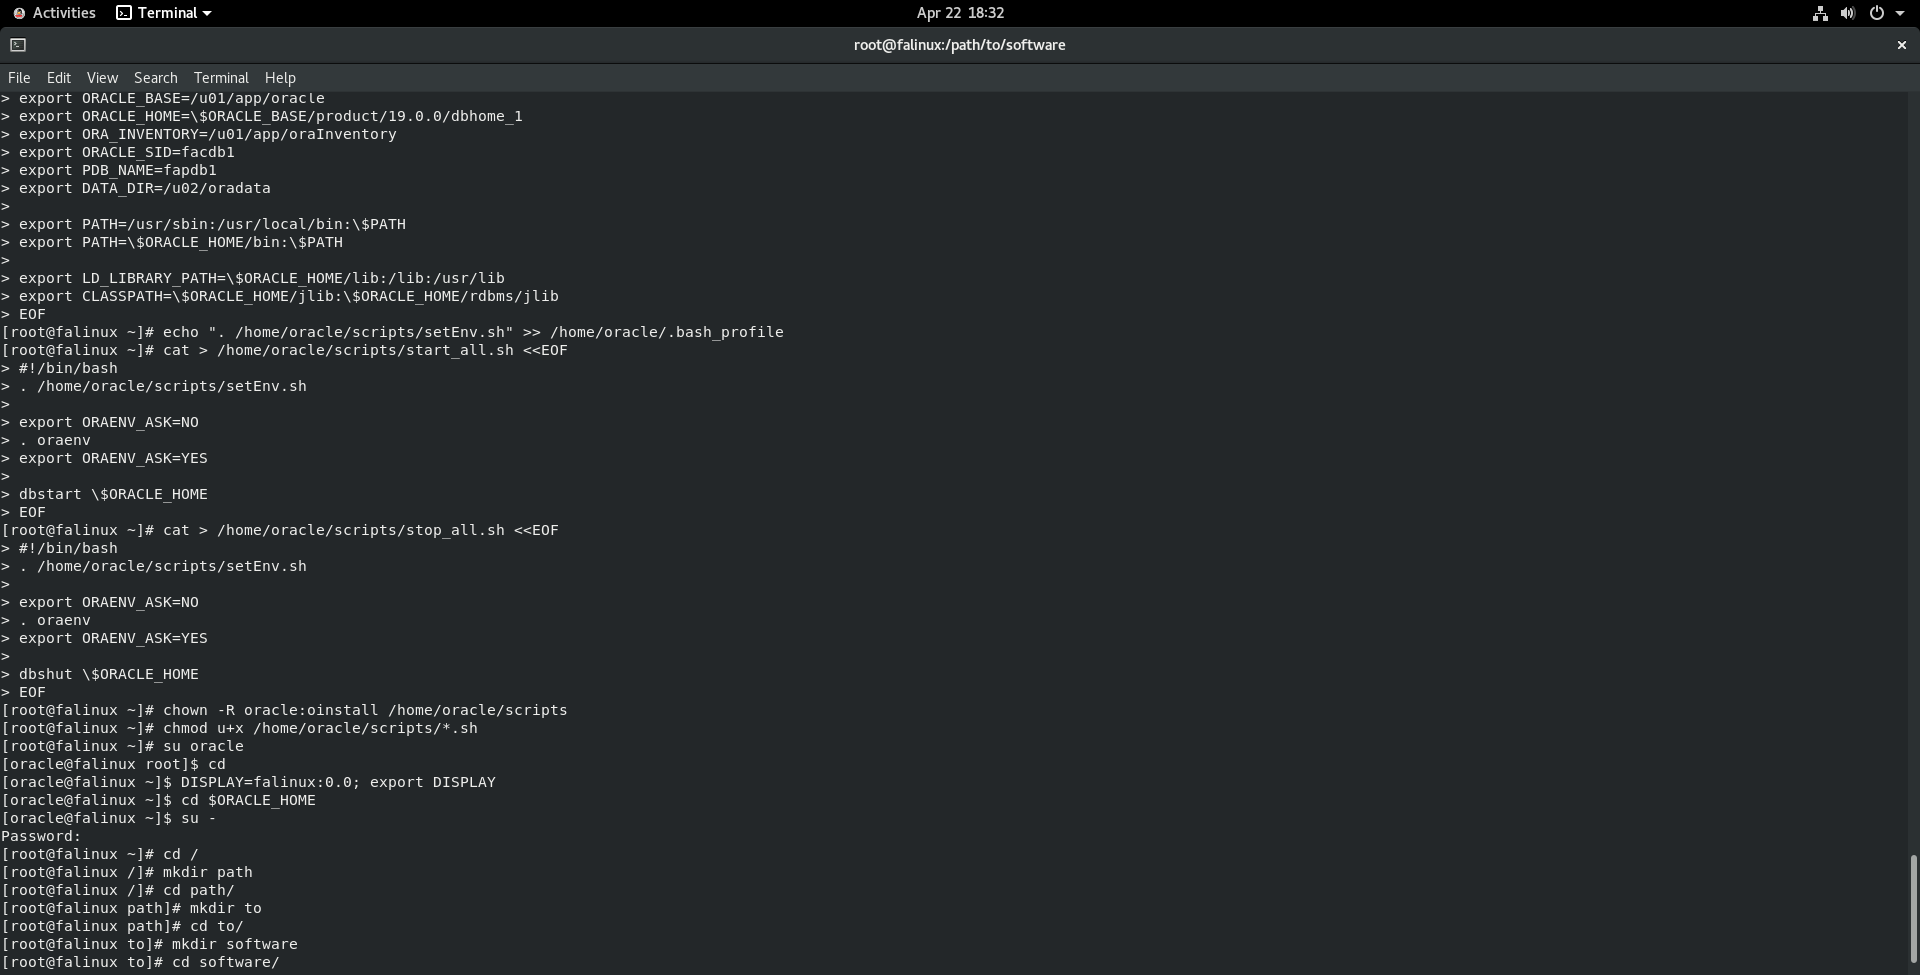 Activities
Terminal
Apr 22 18:32
root@falinux:/path/to/software
File Edit View Search Terminal Help
> export ORACLE_BASE=/u01/app/oracle
> export ORACLE_HOME=\$ORACLE_BASE/product/19.0.0/dbhome_1
> export ORA_INVENTORY=/u01/app/oraInventory
> export ORACLE_SID=facdb1
> export PDB_NAME=fapdb1
> export DATA_DIR=/u02/oradata
>
> export PATH=/usr/sbin:/usr/local/bin:\$PATH
> export PATH=\$ORACLE_HOME/bin:\$PATH
>
> export LD_LIBRARY_PATH=\$ORACLE_HOME/lib:/lib:/usr/lib
> export CLASSPATH=\$ORACLE_HOME/jlib:\$ORACLE_HOME/rdbms/jlib
> EOF
[root@falinux ~]# echo ". /home/oracle/scripts/setEnv.sh" >> /home/oracle/.bash_profile
[root@falinux ~]# cat > /home/oracle/scripts/start_all.sh <<EOF
> #!/bin/bash
> . /home/oracle/scripts/setEnv.sh
>
> export ORAENV_ASK=NO
> . oraenv
> export ORAENV_ASK=YES
>
> dbstart \$ORACLE_HOME
> EOF
[root@falinux ~]# cat > /home/oracle/scripts/stop_all.sh <<EOF
> #!/bin/bash
> . /home/oracle/scripts/setEnv.sh
>
> export ORAENV_ASK=NO
> . oraenv
> export ORAENV_ASK=YES
>
> dbshut \$ORACLE_HOME
> EOF
[root@falinux ~]# chown -R oracle:oinstall /home/oracle/scripts
[root@falinux ~]# chmod u+x /home/oracle/scripts/*.sh
[root@falinux ~]# su oracle
[oracle@falinux root]$ cd
[oracle@falinux ~]$ DISPLAY=falinux:0.0; export DISPLAY
[oracle@falinux ~]$ cd $ORACLE_HOME
[oracle@falinux ~]$ su -
Password:
[root@falinux ~]# cd /
[root@falinux /]# mkdir path
[root@falinux /]# cd path/
[root@falinux path]# mkdir to
[root@falinux path]# cd to/
[root@falinux to]# mkdir software
[root@falinux to]# cd software/